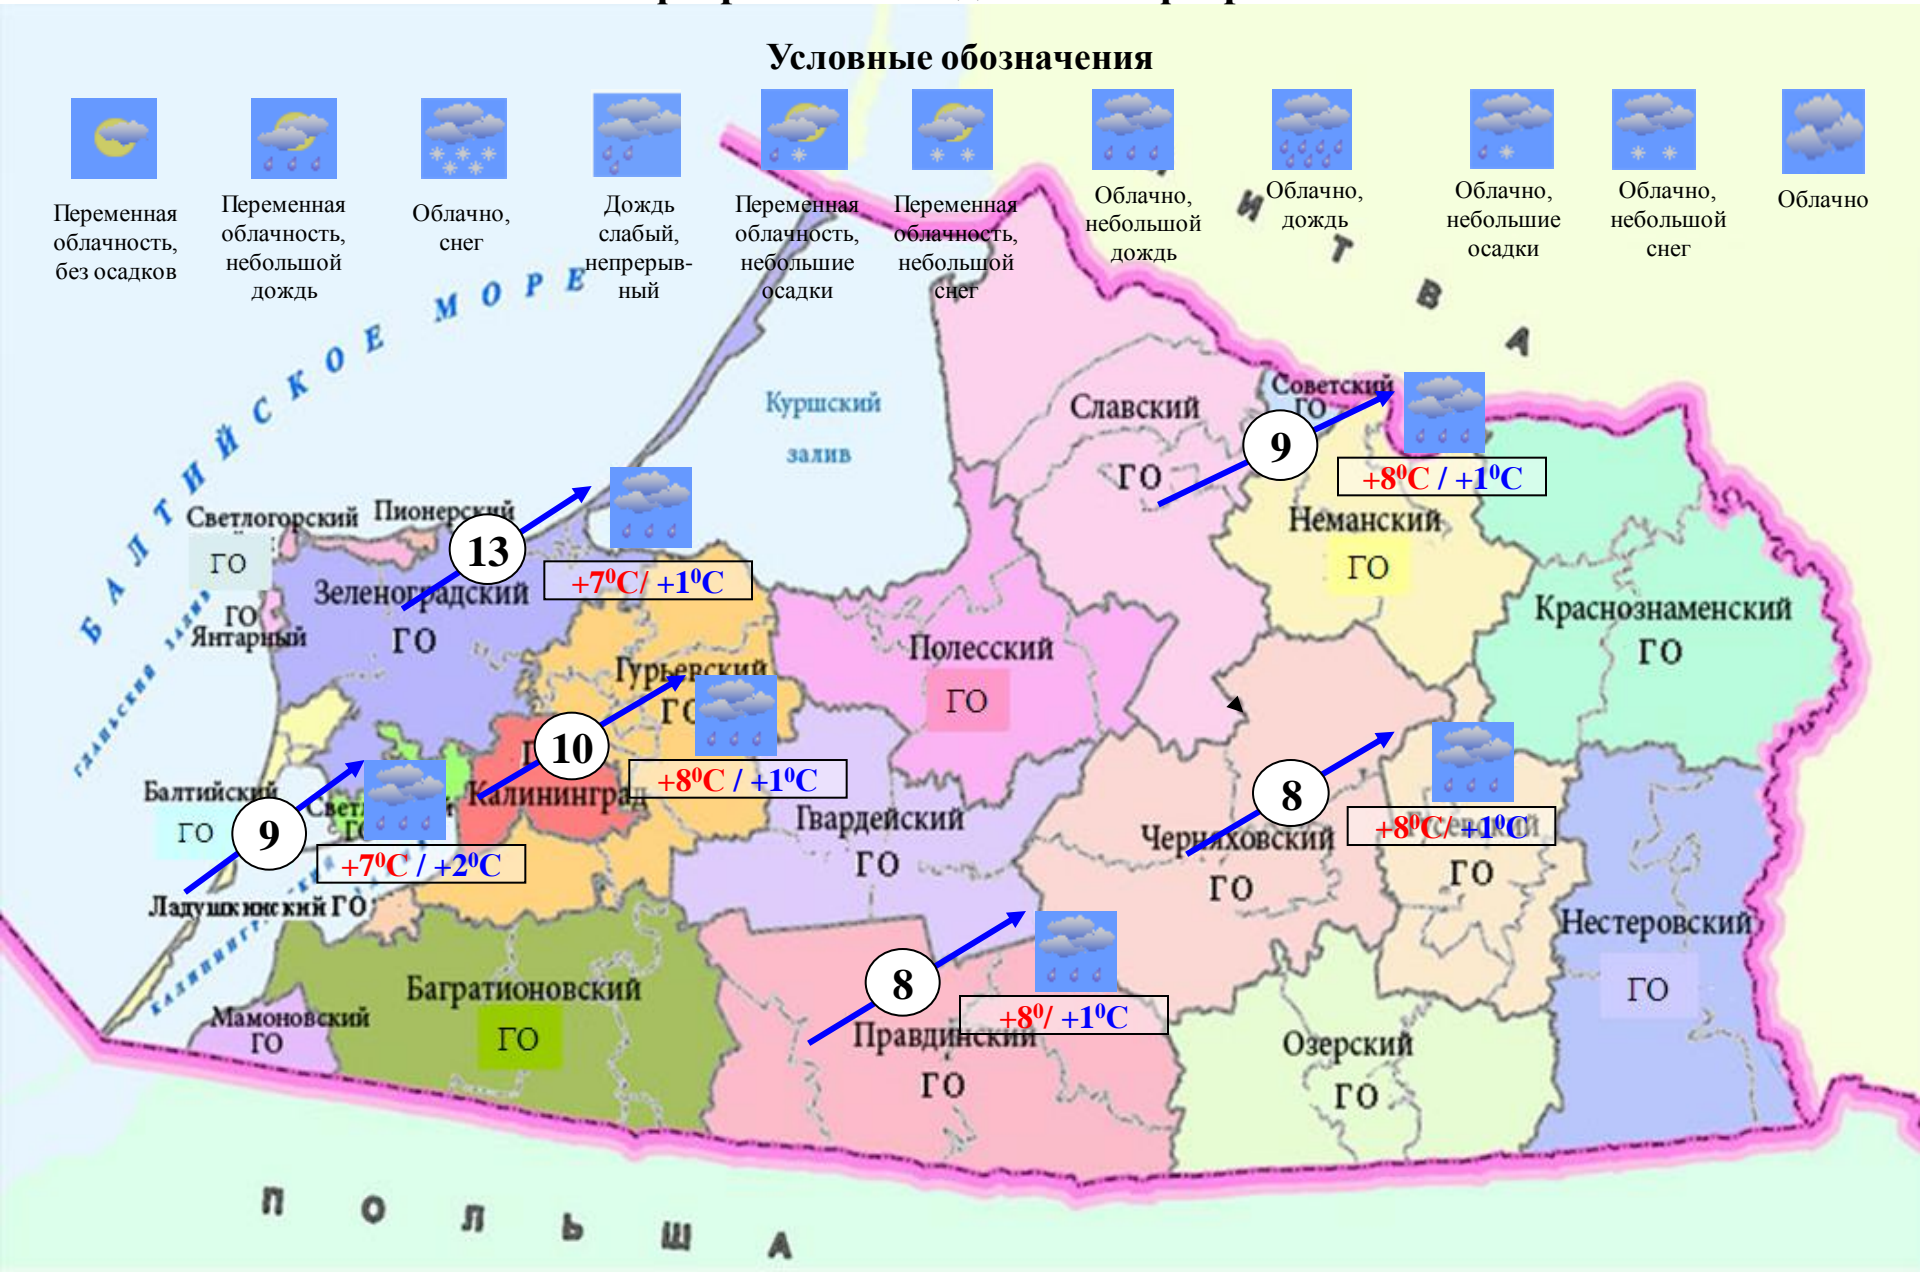 Условные обозначения
Переменная
облачность,
без осадков
Переменная
облачность,
небольшой
дождь
Облачно,
снег
Дождь
слабый,
непрерыв-
ный
Переменная
облачность,
небольшие
осадки
Переменная
облачность,
небольшой
снег
Облачно,
небольшой
дождь
Облачно,
дождь
Облачно,
небольшие
осадки
Облачно,
небольшой
снег
Облачно
БАЛТИЙСКОЕ МОРЕ
ИТВА
Куршский
залив
Славский
ГО
Советский
ГО
9
+8⁰С / +1⁰С
Неманский
ГО
Краснознаменский
ГО
Светлогорский
ГО
Пионерский
13
+7⁰С/ +1⁰С
Зеленоградский
ГО
ГО
Янтарный
Гурьевский
ГО
10
+8⁰С / +1⁰С
Калининград
Полесский
ГО
Балтийский
ГО
9
ГО
+7⁰С / +2⁰С
Ладушкинский ГО
Гвардейский
ГО
8
Черняховский
ГО
+8⁰С/ +1⁰С
ГО
Нестеровский
ГО
8
+8⁰/ +1⁰С
Правдинский
ГО
Багратионовский
ГО
Мамоновский
ГО
Озерский
ГО
ПОЛЬША